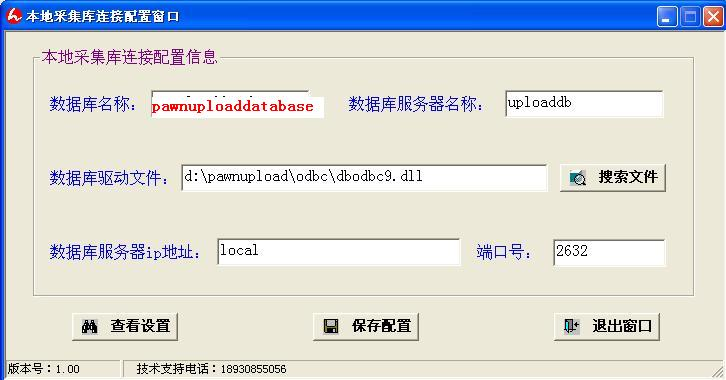 本地采集库连接配置窗口
本地采集库连接配置信息
数据库名称： pawnuploaddatabase 数据库服务器名称： uploaddb
数据库驱动文件： d:\pawnupload\odbc\dbodbc9.dll 搜索文件
数据库服务器ip地址： local 端口号： 2632
查看设置 保存配置 退出窗口
版本号：1.00 技术支持电话：18930855056